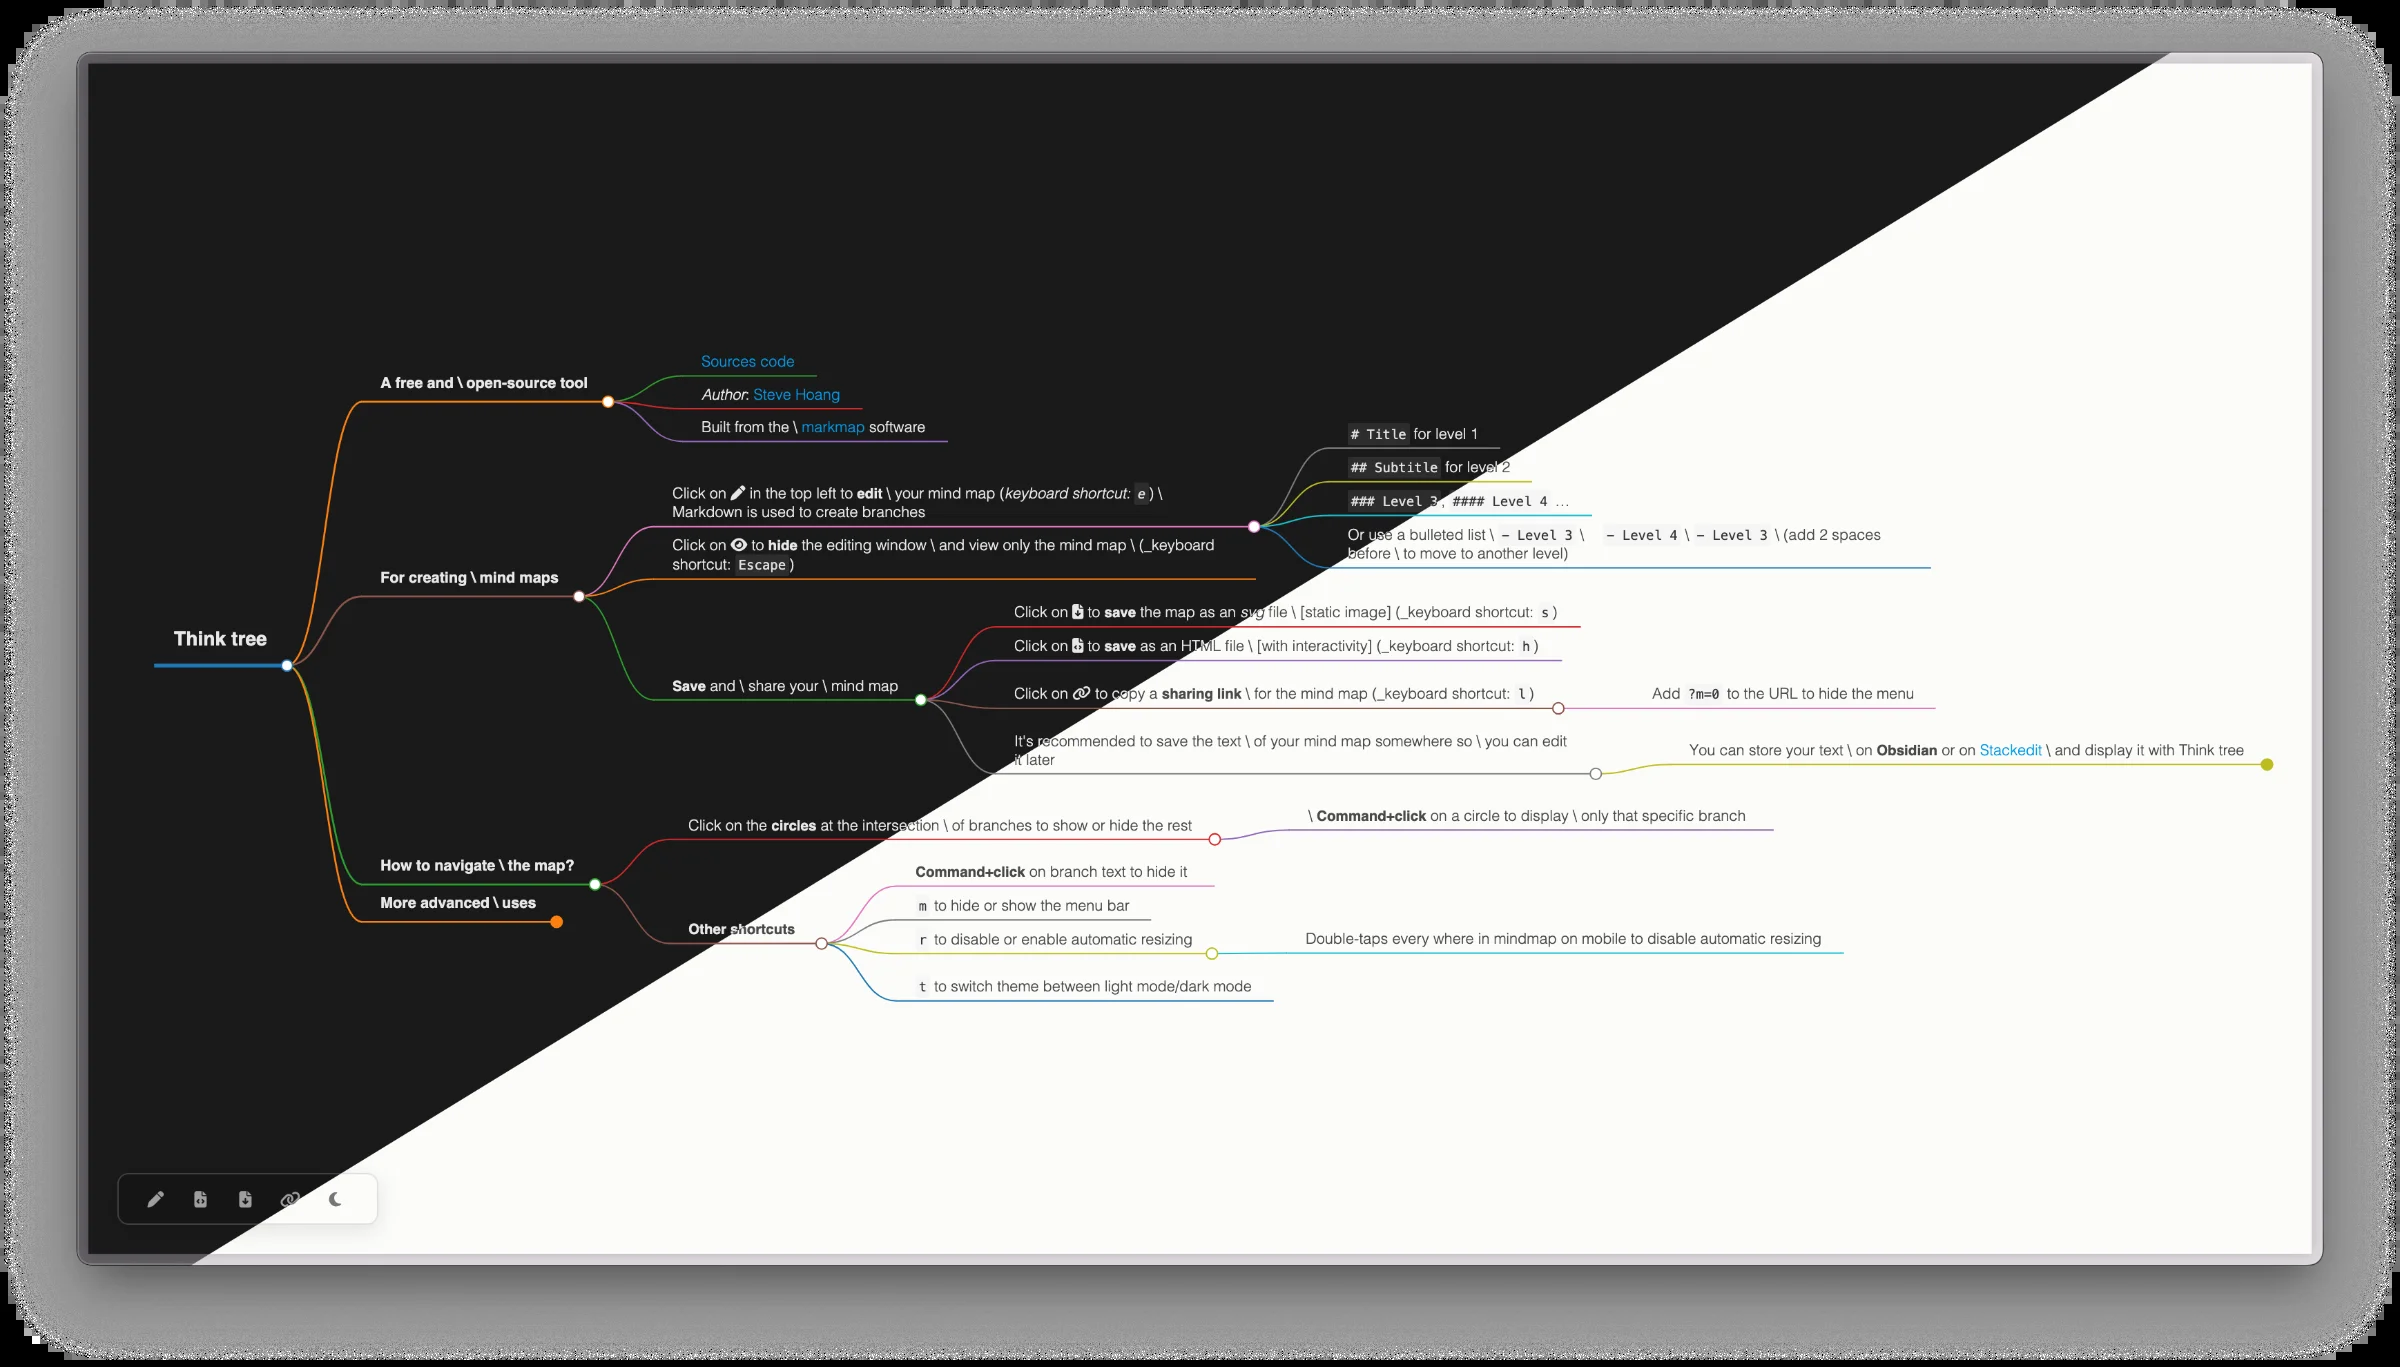 Think tree
A free and \ open-source tool
Sources code
Author: Steve Hoang
Built from the \ markmap software
For creating \ mind maps
Click on in the top left to edit \ your mind map (keyboard shortcut: e) \
Markdown is used to create branches
# Title for level 1
## Subtitle for level 2
### Level 3, #### Level 4 ...
Or use a bulleted list \ - Level 3 \ - Level 4 \ - Level 3 \ (add 2 spaces
before \ to move to another level)
Click on to hide the editing window \ and view only the mind map \ (_keyboard
shortcut: Escape)
Save and \ share your \ mind map
Click on to save the map as an svg file \ [static image] (_keyboard shortcut: s)
Click on to save as an HTML file \ [with interactivity] (_keyboard shortcut: h)
Click on to copy a sharing link \ for the mind map (_keyboard shortcut: l)
Add ?m=0 to the URL to hide the menu
It's recommended to save the text \ of your mind map somewhere so \ you can edit
it later
You can store your text \ on Obsidian or on Stackedit \ and display it with Think tree
How to navigate \ the map?
Click on the circles at the intersection \ of branches to show or hide the rest
\ Command+click on a circle to display \ only that specific branch
Other shortcuts
Command+click on branch text to hide it
m to hide or show the menu bar
r to disable or enable automatic resizing
Double-taps every where in mindmap on mobile to disable automatic resizing
t to switch theme between light mode/dark mode
More advanced \ uses